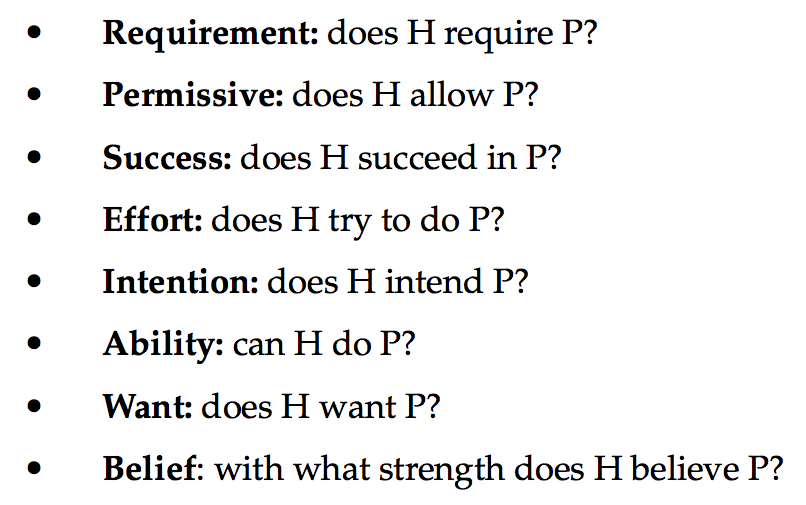 • Requirement: does H require P?
• Permissive: does H allow P?
• Success: does H succeed in P?
• Effort: does H try to do P?
• Intention: does H intend P?
• Ability: can H do P?
• Want: does H want P?
• Belief: with what strength does H believe P?